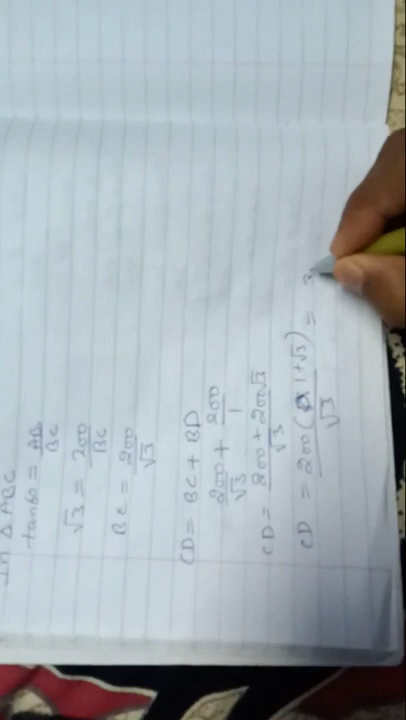 In △ ABC
tan60 = AB/BC
√3 = 200/BC
BC = 200/√3
CD = BC + BD
200/√3 + 200/1
CD = 200 + 200√3/√3
CD = 200(1+√3)/√3 =